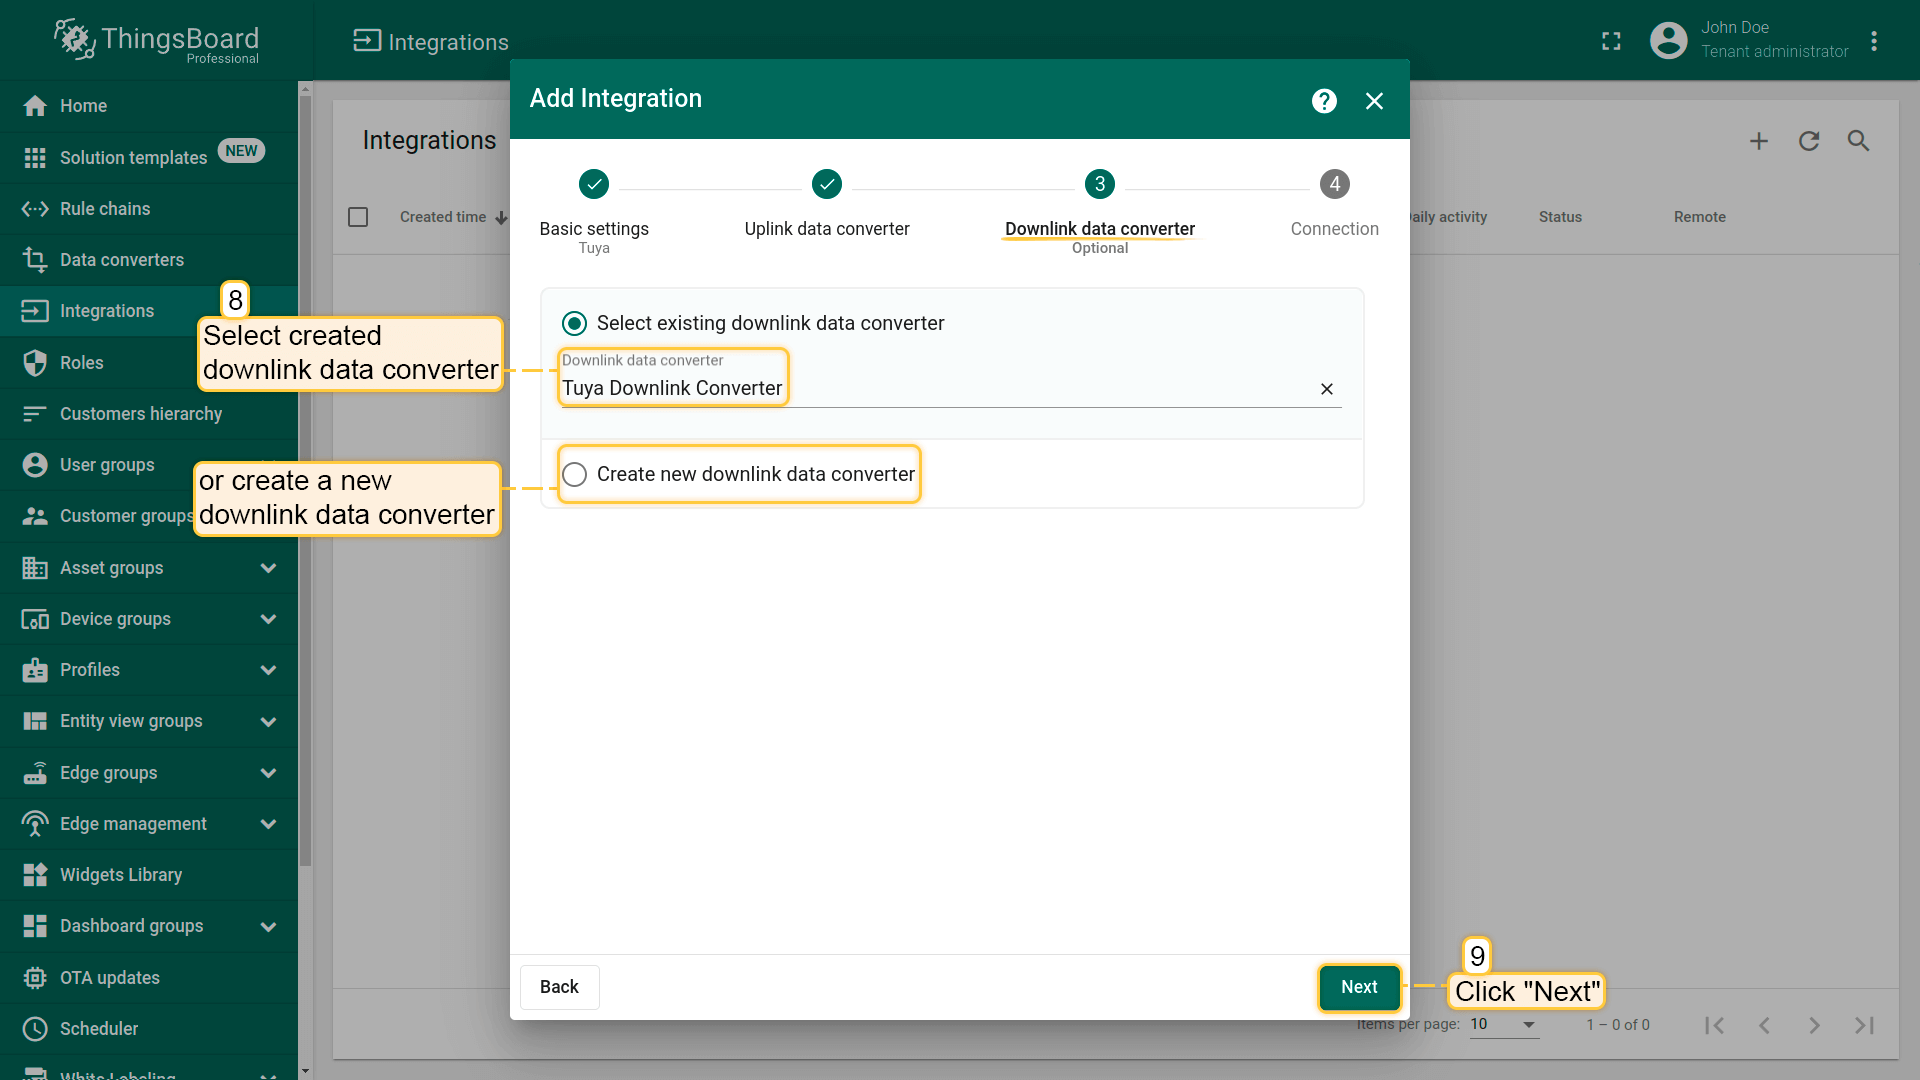 ThingsBoard
Professional
Integrations
John Doe
Tenant administrator
Home
Solution templates
NEW
Rule chains
Data converters
Integrations
Roles
Customers hierarchy
User groups
Customer groups
Asset groups
Device groups
Profiles
Entity view groups
Edge groups
Edge management
Widgets Library
Dashboard groups
OTA updates
Scheduler
White Labeling
Integrations
Created time
aily activity
Status
Remote
Add Integration
?
Basic settings
Tuya
Uplink data converter
3
Downlink data converter
Optional
4
Connection
Select existing downlink data converter
Downlink data converter
Tuya Downlink Converter
Create new downlink data converter
8
Select created
downlink data converter
or create a new
downlink data converter
Back
Next
9
Click "Next"
Items per page:
10
1 – 0 of 0